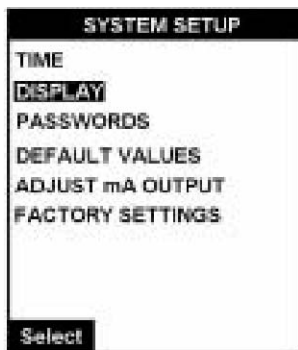 SYSTEM SETUP
TIME
DISPLAY
PASSWORDS
DEFAULT VALUES
ADJUST mA OUTPUT
FACTORY SETTINGS
Select